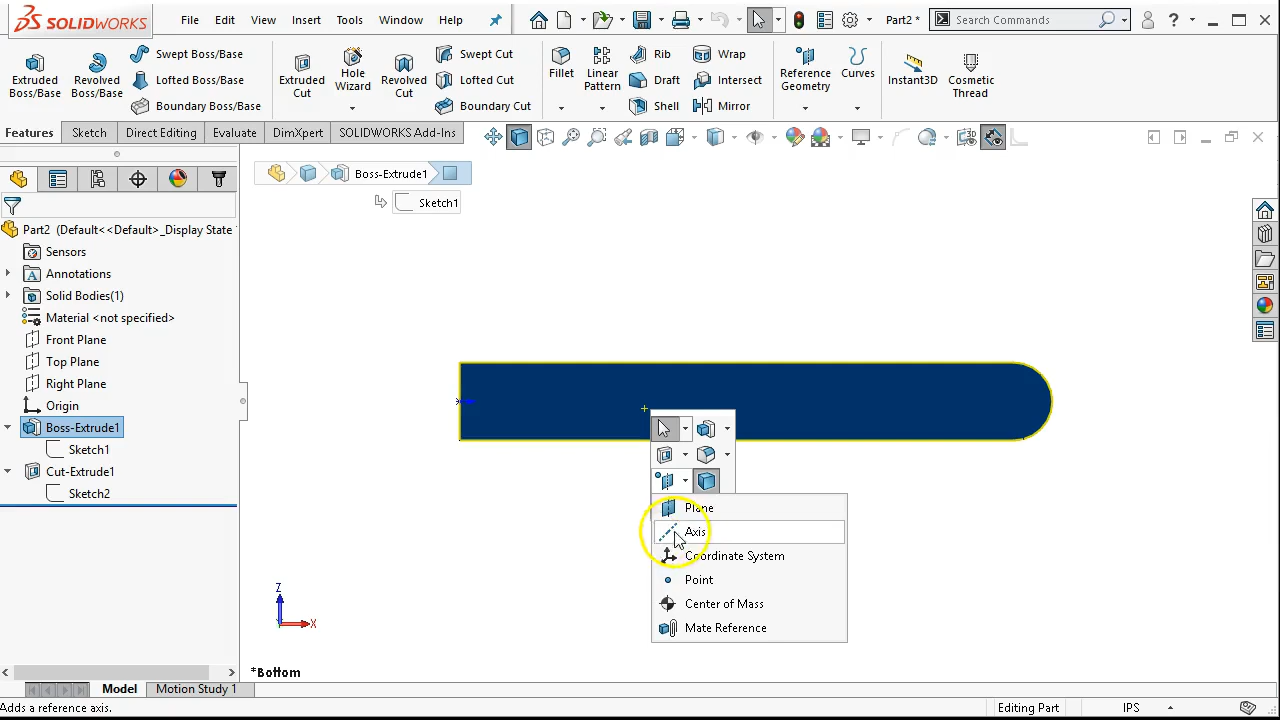 SOLIDWORKS File Edit View Insert Tools Window Help Part2 * Search Commands
Extruded Boss/Base
Revolved Boss/Base
Swept Boss/Base
Lofted Boss/Base
Boundary Boss/Base
Extruded Cut
Hole Wizard
Revolved Cut
Swept Cut
Lofted Cut
Boundary Cut
Fillet
Linear Pattern
Rib
Draft
Shell
Wrap
Intersect
Mirror
Reference Geometry
Curves
Instant3D
Cosmetic Thread
Features Sketch Direct Editing Evaluate DimXpert SOLIDWORKS Add-Ins
Boss-Extrude1
Sketch1
Part2 (Default<<Default>_Display State
Sensors
Annotations
Solid Bodies(1)
Material <not specified>
Front Plane
Top Plane
Right Plane
Origin
Boss-Extrude1
Sketch1
Cut-Extrude1
Sketch2
Plane
Axis
Coordinate System
Point
Center of Mass
Mate Reference
Z
X
*Bottom
Model Motion Study 1
Adds a reference axis. Editing Part IPS